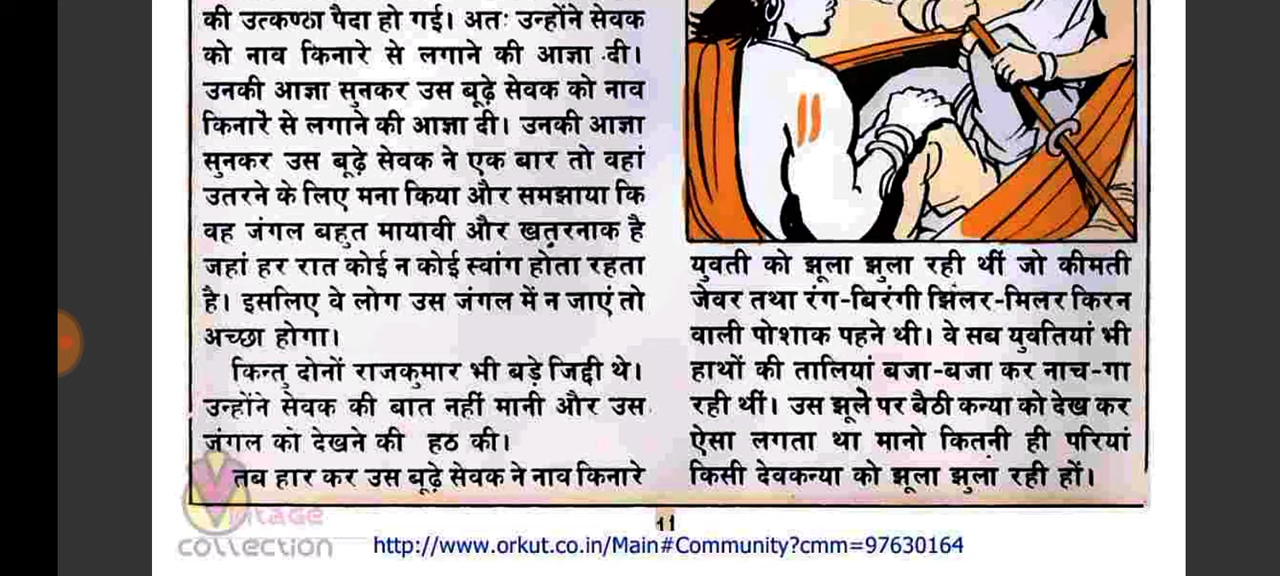 की उत्कण्ठा पैदा हो गई। अतः उन्होंने सेवक
को नाव किनारे से लगाने की आज्ञा दी।
उनकी आज्ञा सुनकर उस बूढ़े सेवक को नाव
किनारे से लगाने की आज्ञा दी। उनकी आज्ञा
सुनकर उस बूढ़े सेवक ने एक बार तो वहां
उतरने के लिए मना किया और समझाया कि
वह जंगल बहुत मायावी और खतरनाक है
जहां हर रात कोई न कोई स्वांग होता रहता
है। इसलिए वे लोग उस जंगल में न जाएं तो
अच्छा होगा।
किन्तु दोनों राजकुमार भी बड़े जिद्दी थे।
उन्होंने सेवक की बात नहीं मानी और उस
जंगल को देखने की हठ की।
तब हार कर उस बूढ़े सेवक ने नाव किनारे
युवती को झूला झुला रही थीं जो कीमती
जेवर तथा रंग-बिरंगी झिलर-मिलर किरन
वाली पोशाक पहने थी। वे सब युवतियां भी
हाथों की तालियां बजा-बजा कर नाच-गा
रही थीं। उस झूले पर बैठी कन्या को देख कर
ऐसा लगता था मानो कितनी ही परियां
किसी देवकन्या को झूला झुला रही हों।
11
Vintage
collection
http://www.orkut.co.in/Main#Community?cmm=97630164